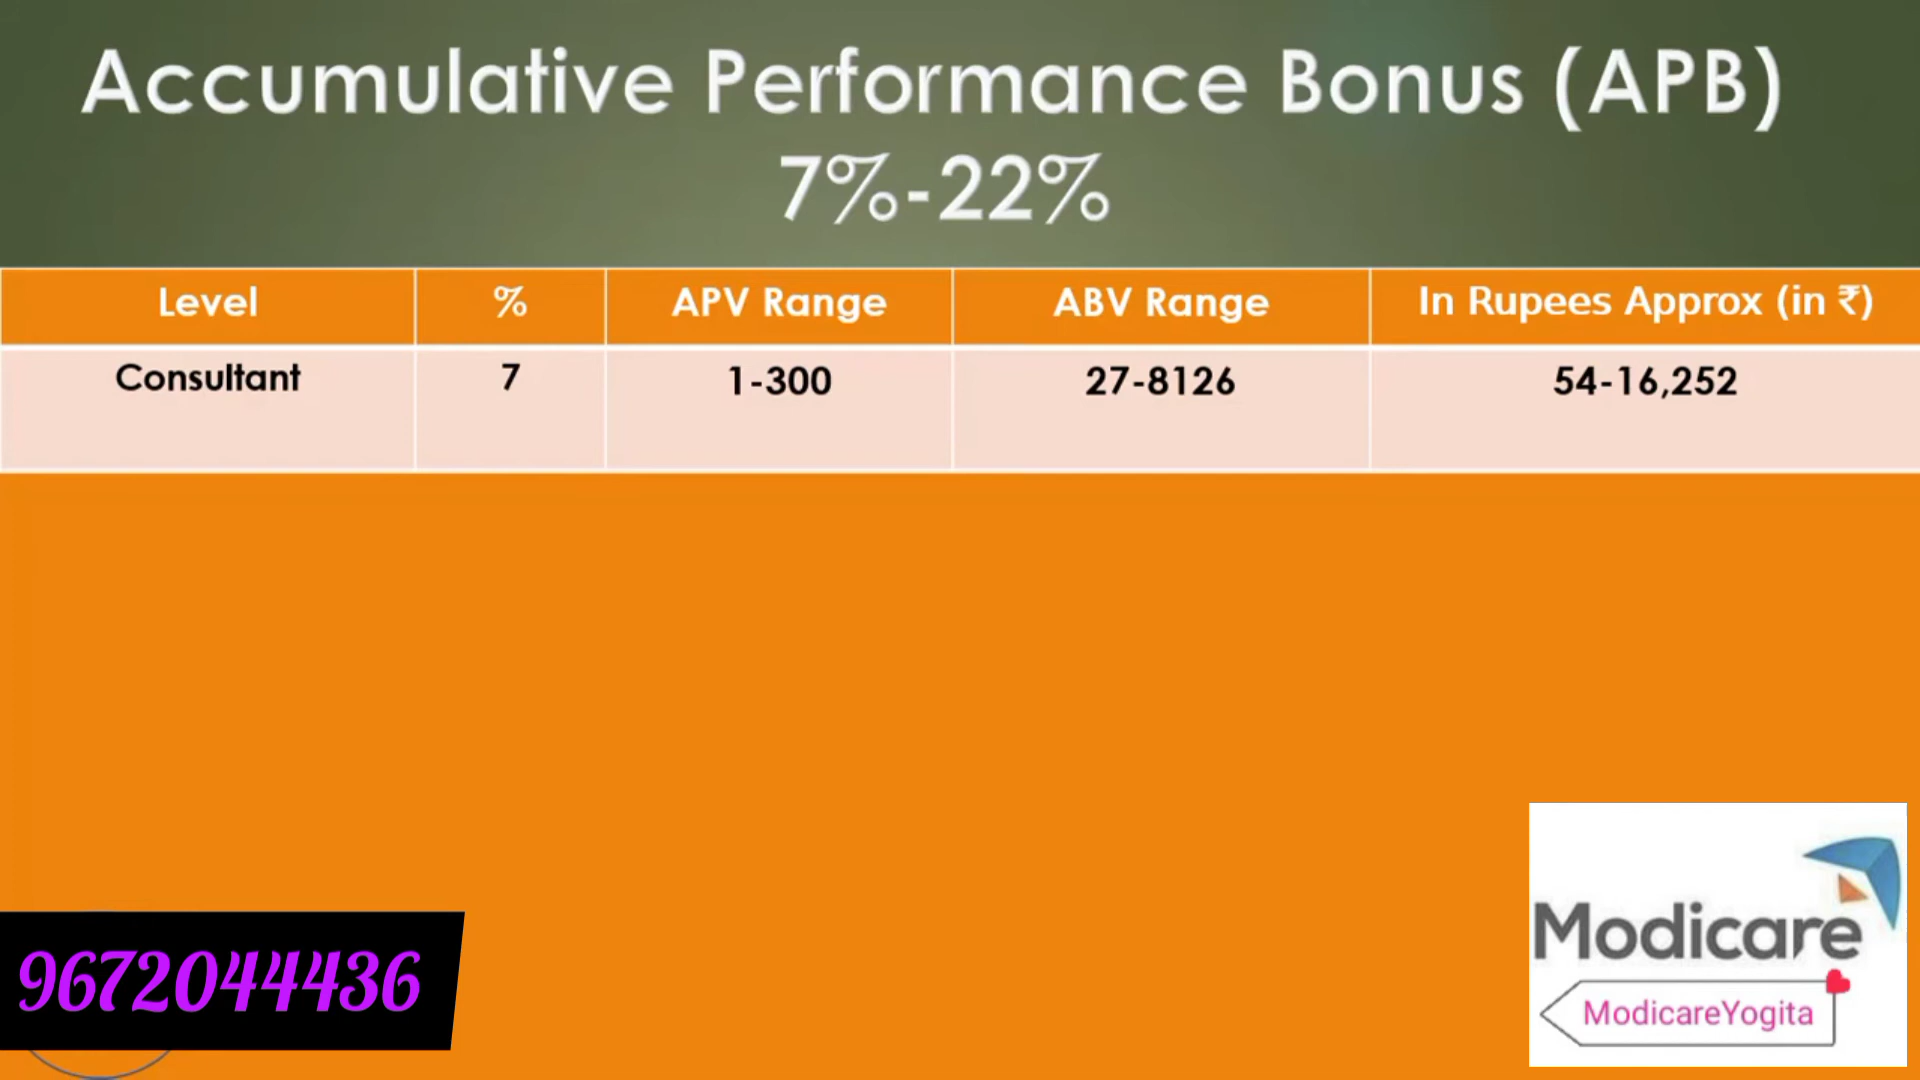 Accumulative Performance Bonus (APB)
7%-22%
Level % APV Range ABV Range In Rupees Approx (in ₹)
Consultant 7 1-300 27-8126 54-16,252
Modicare
ModicareYogita
9672044436